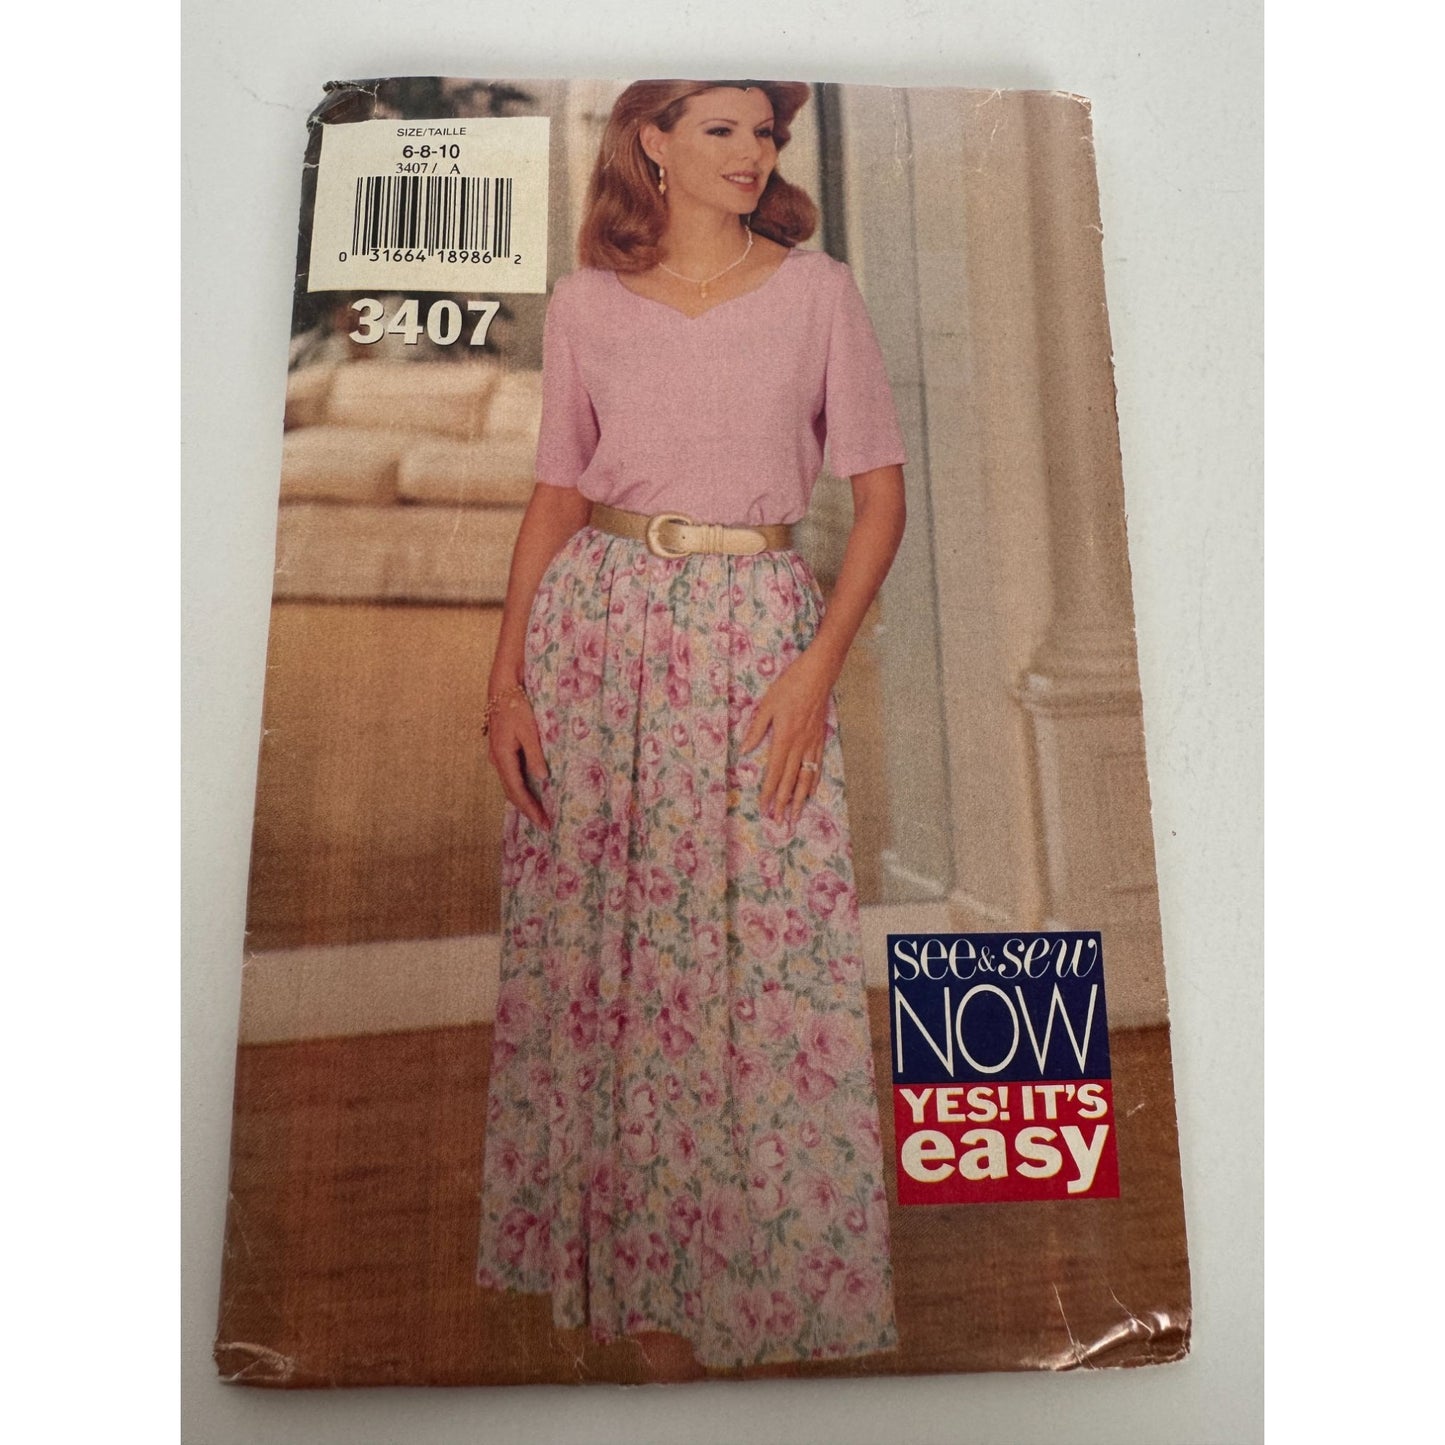 SIZE/TAILLE
6-8-10
3407/ A
0 31664 18986 2
3407
see&sew
NOW
YES! IT'S
easy